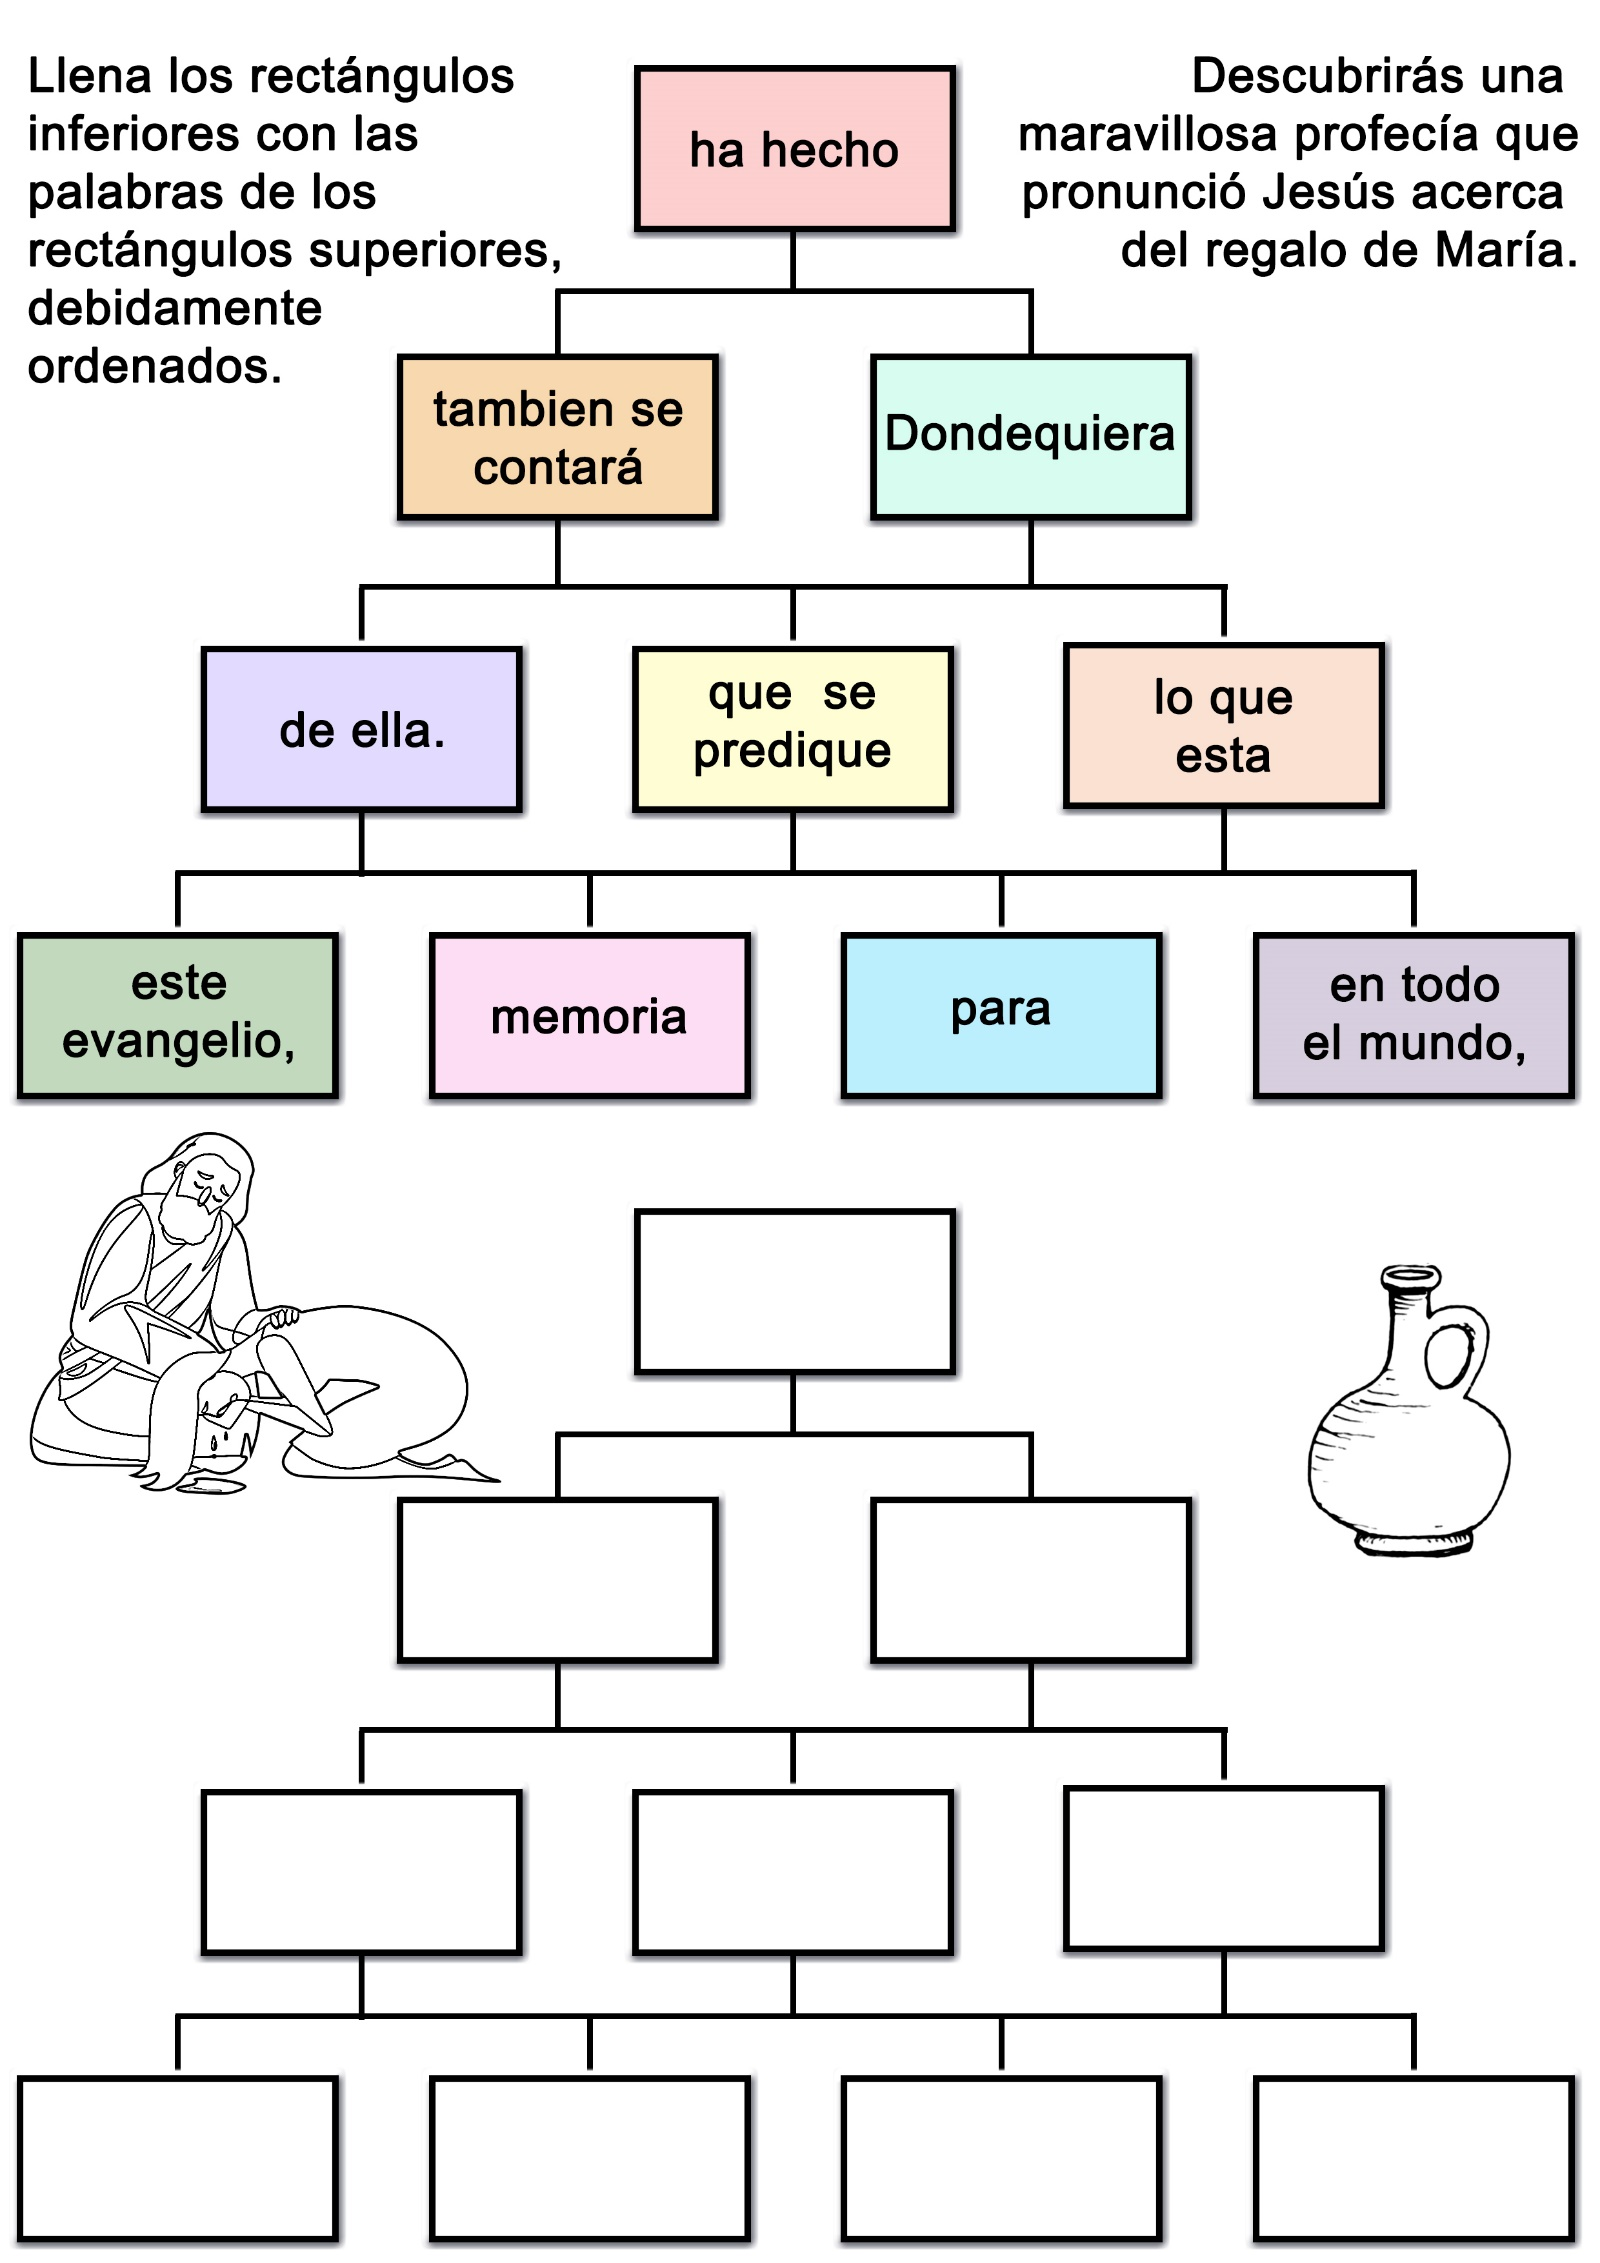 Llena los rectángulos
inferiores con las
palabras de los
rectángulos superiores,
debidamente
ordenados.
Descubrirás una
maravillosa profecía que
pronunció Jesús acerca
del regalo de María.
ha hecho
tambien se
contará
Dondequiera
de ella.
que se
predique
lo que
esta
este
evangelio,
memoria
para
en todo
el mundo,